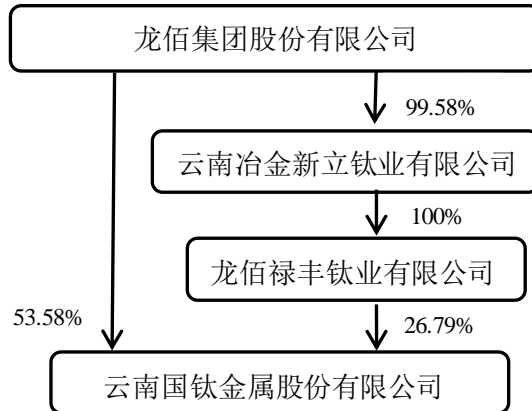 龙佰集团股份有限公司
99.58%
云南冶金新立钛业有限公司
100%
龙佰禄丰钛业有限公司
53.58%
26.79%
云南国钛金属股份有限公司